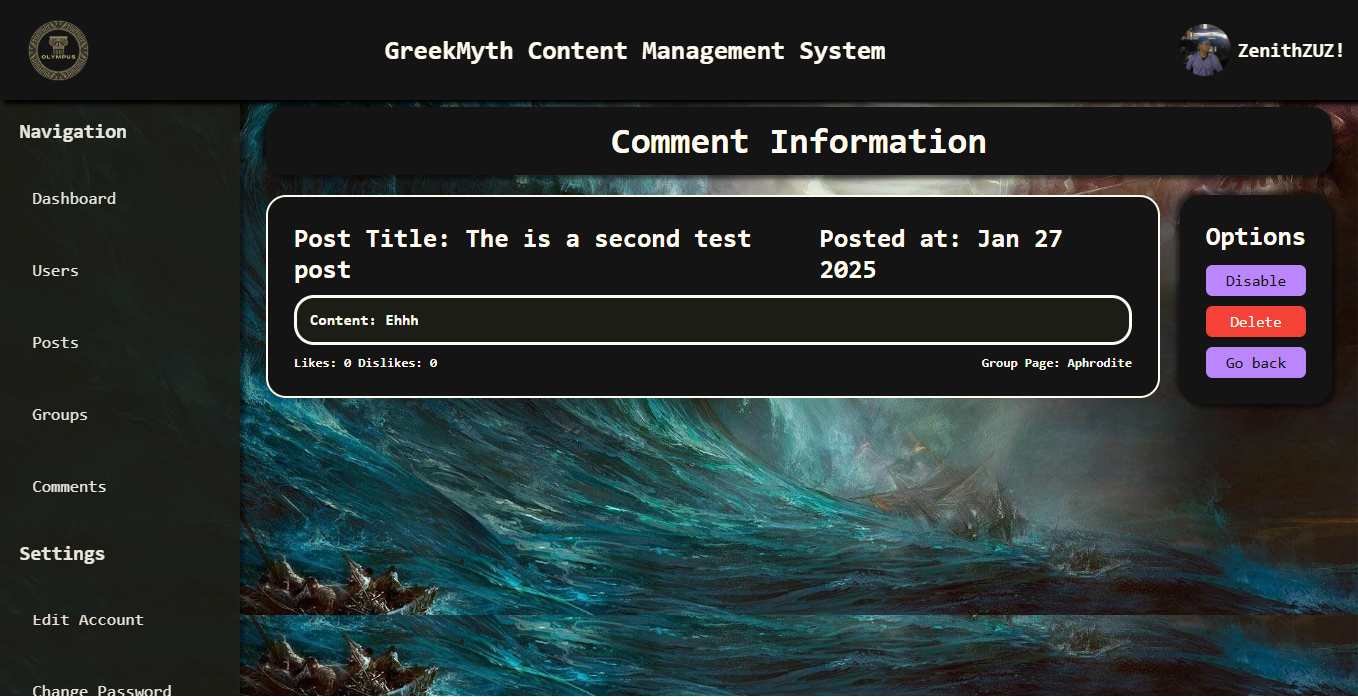 OLYMPUS
GreekMyth Content Management System
ZenithZUZ!
Navigation
Dashboard
Users
Posts
Groups
Comments
Settings
Edit Account
Change Password
Comment Information
Post Title: The is a second test
post
Posted at: Jan 27
2025
Content: Ehhh
Likes: 0 Dislikes: 0
Group Page: Aphrodite
Options
Disable
Delete
Go back